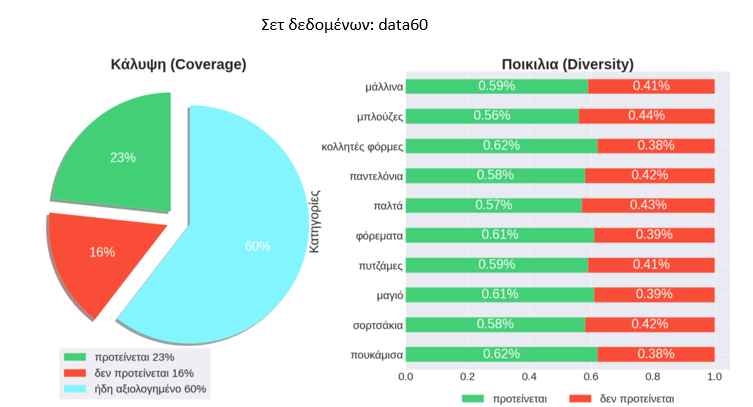 Σετ δεδομένων: data60
Κάλυψη (Coverage)
23%
16%
60%
προτείνεται 23%
δεν προτείνεται 16%
ήδη αξιολογημένο 60%
Ποικιλια (Diversity)
Κατηγορίες
μάλλινα 0.59% 0.41%
μπλούζες 0.56% 0.44%
κολλητές φόρμες 0.62% 0.38%
παντελόνια 0.58% 0.42%
παλτά 0.57% 0.43%
φόρεματα 0.61% 0.39%
πυτζάμες 0.59% 0.41%
μαγιό 0.61% 0.39%
σορτσάκια 0.58% 0.42%
πουκάμισα 0.62% 0.38%
0.0 0.2 0.4 0.6 0.8 1.0
προτείνεται δεν προτείνεται